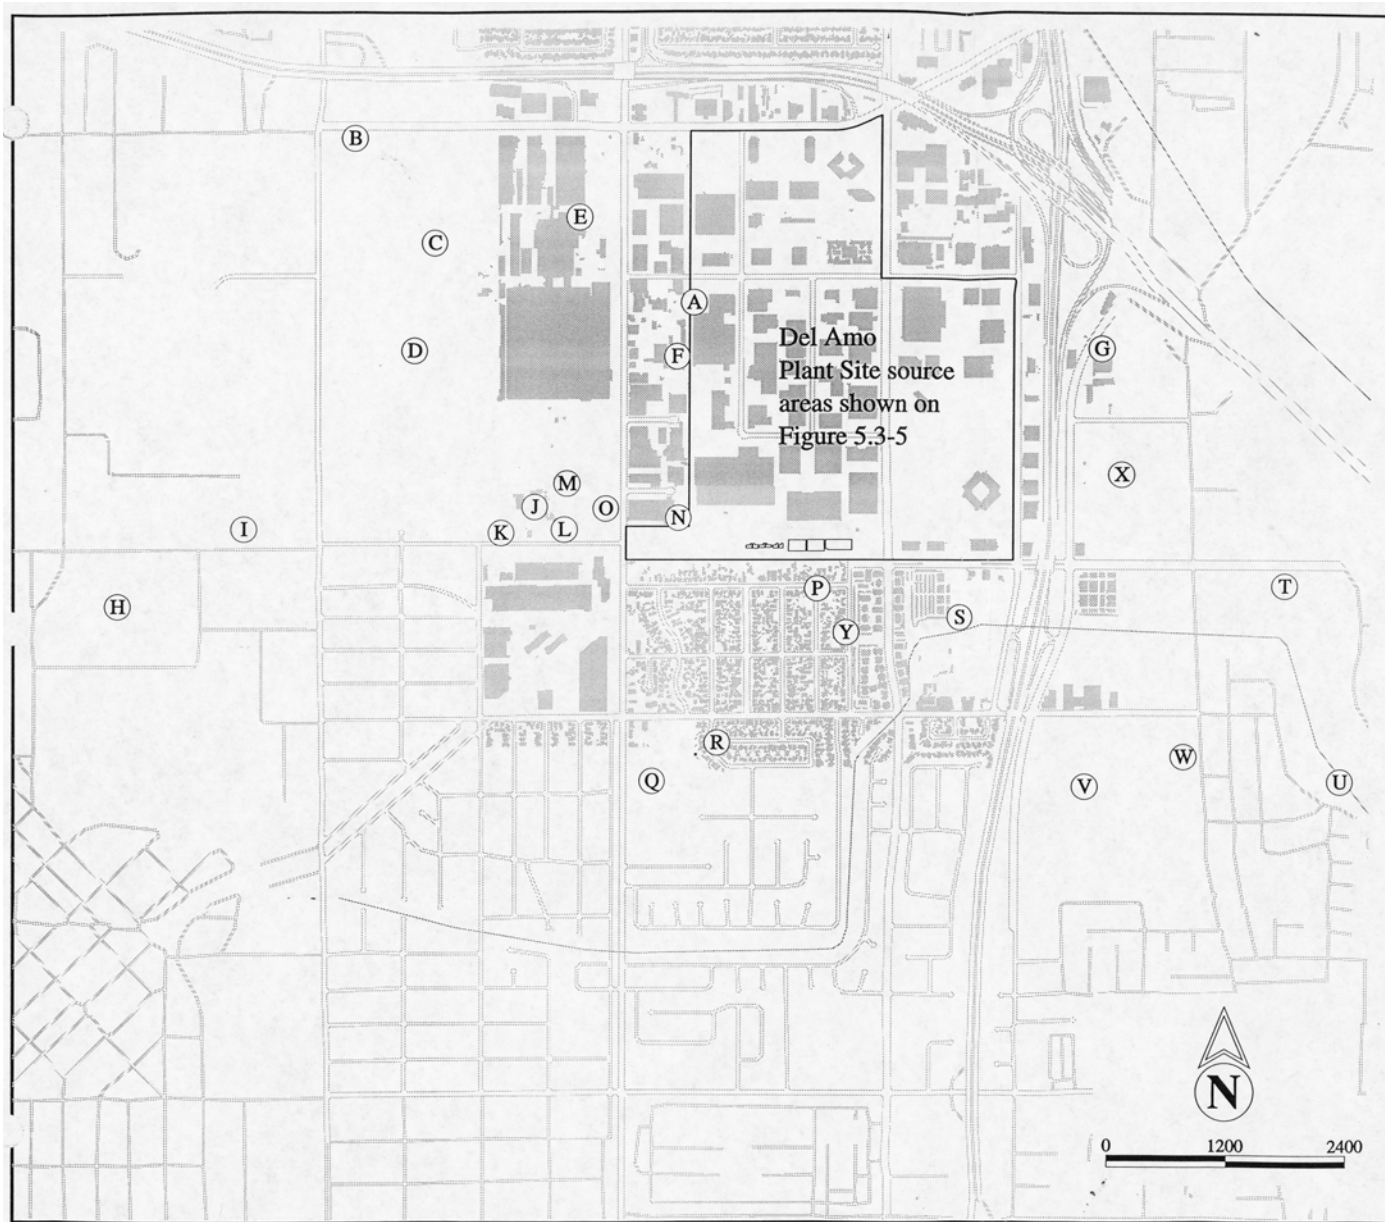 B
E
C
A
Del Amo
Plant Site source
areas shown on
Figure 5.3-5
F
G
D
X
M
J
O
N
I
K
L
H
P
T
S
Y
R
W
Q
V
U
N
0 1200 2400